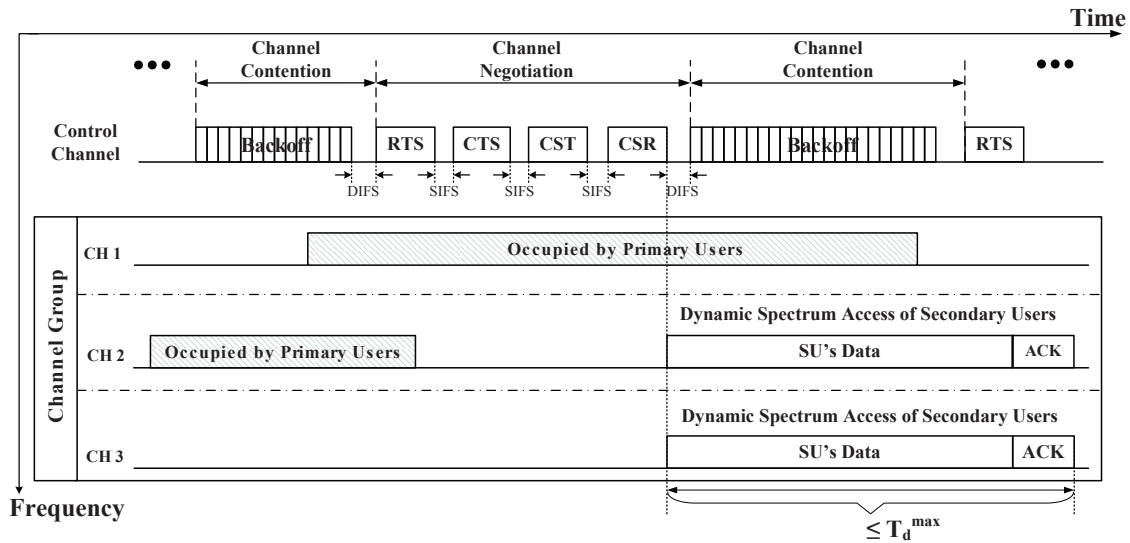 Time
•••
Channel
Contention
Channel
Negotiation
Channel
Contention
•••
Control
Channel
Backoff
RTS
CTS
CST
CSR
Backoff
RTS
DIFS
SIFS
SIFS
SIFS
DIFS
Channel Group
CH 1
Occupied by Primary Users
Dynamic Spectrum Access of Secondary Users
CH 2
Occupied by Primary Users
SU's Data
ACK
Dynamic Spectrum Access of Secondary Users
CH 3
SU's Data
ACK
Frequency
≤ T_d^max